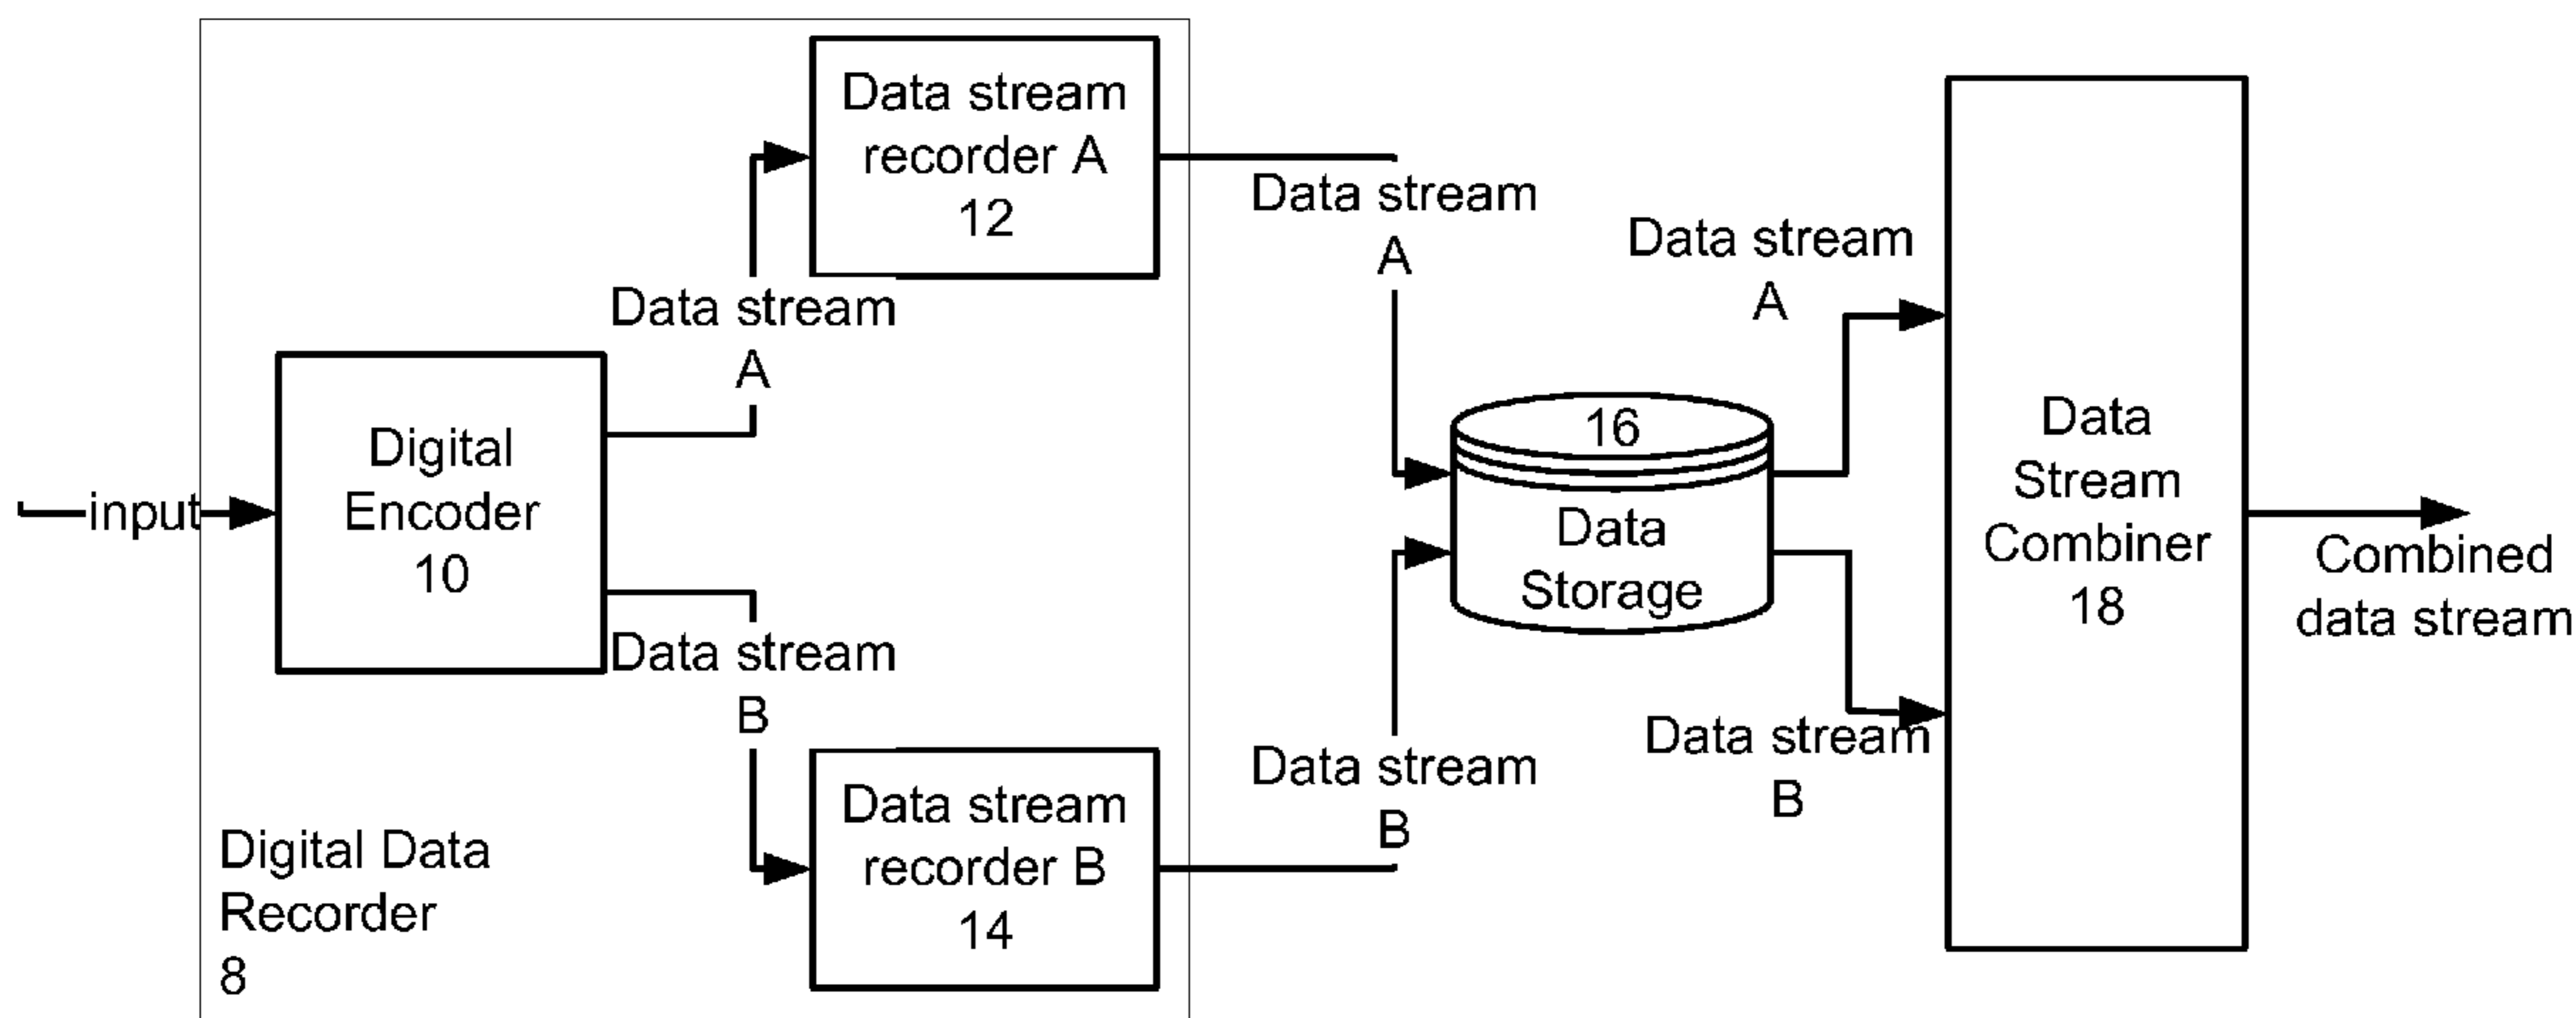 input
Digital
Encoder
10
Data stream
A
Data stream
B
Data stream
recorder A
12
Data stream
recorder B
14
Digital Data
Recorder
8
Data stream
A
Data stream
B
16
Data
Storage
Data stream
A
Data stream
B
Data
Stream
Combiner
18
Combined
data stream